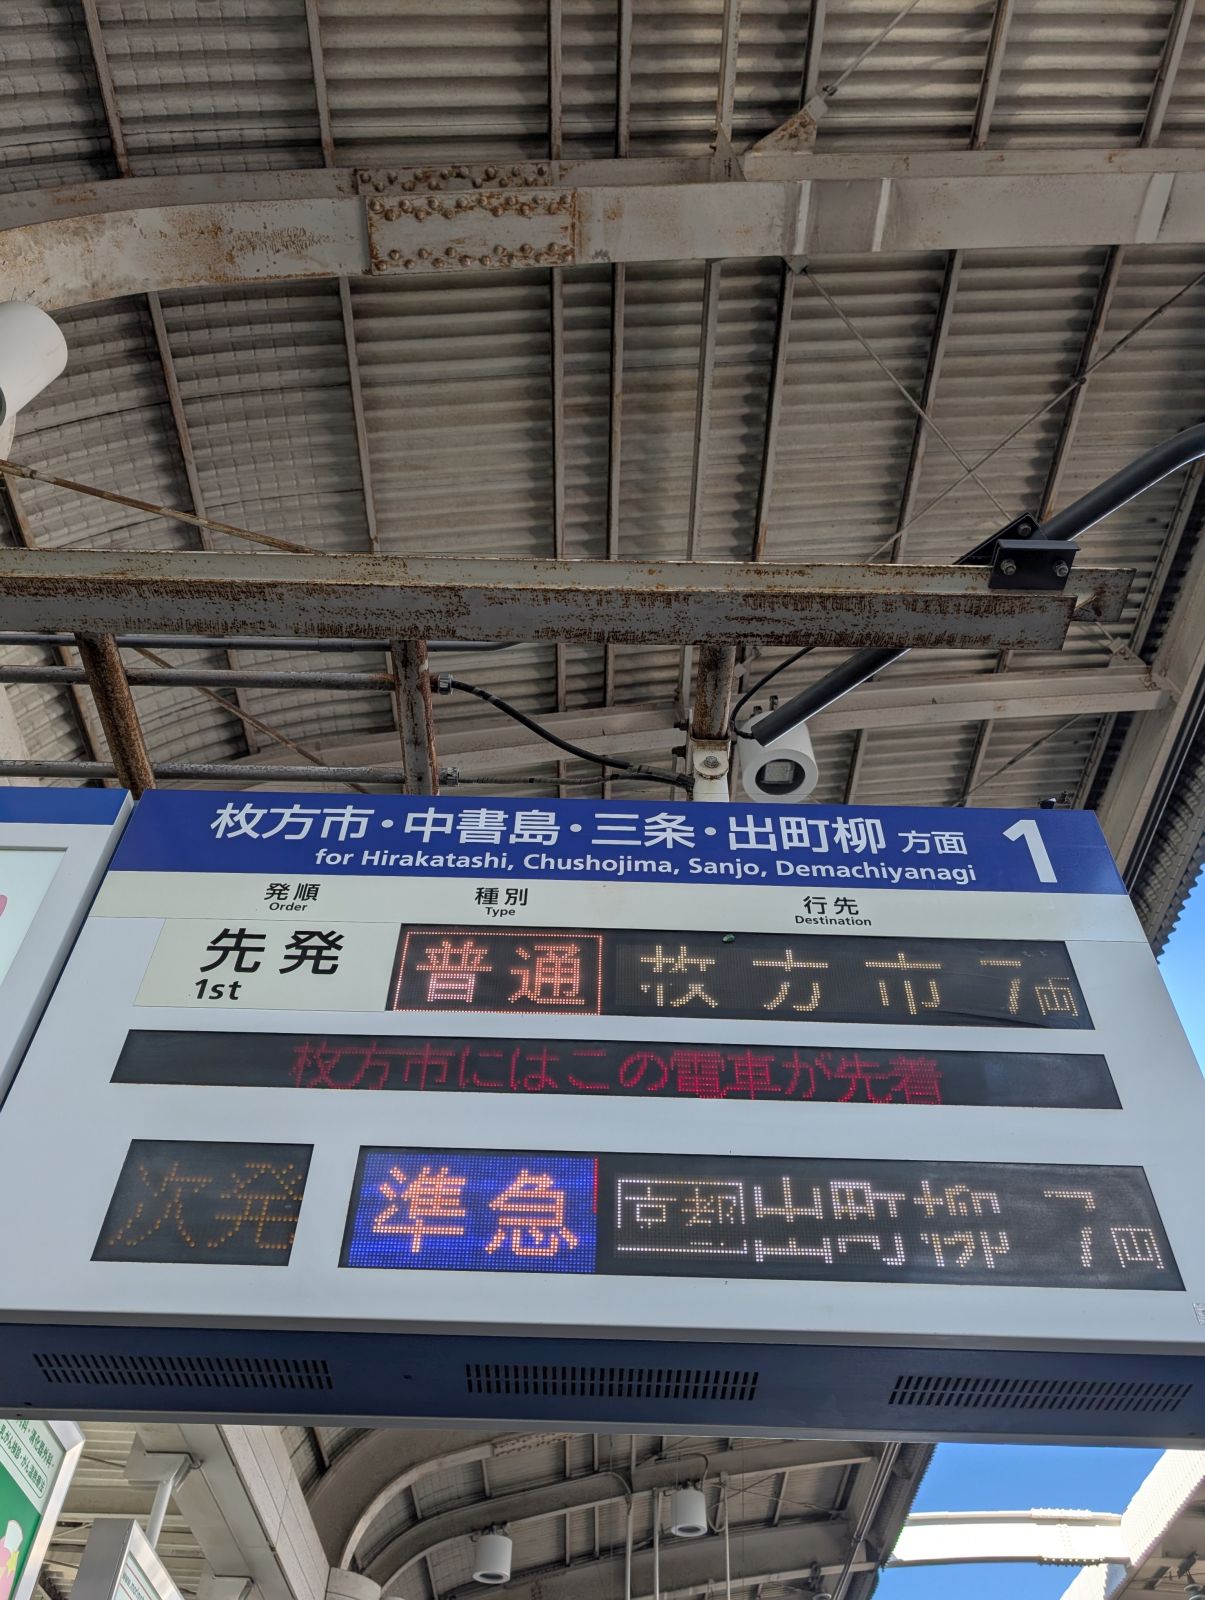 枚方市・中書島・三条・出町柳 方面 1
for Hirakatashi, Chushojima, Sanjo, Demachiyanagi
発順 種別 行先
Order Type Destination
先発 普通 枚方市 7両
1st
枚方市にはこの電車が先着
次発 準急 出町柳 7両